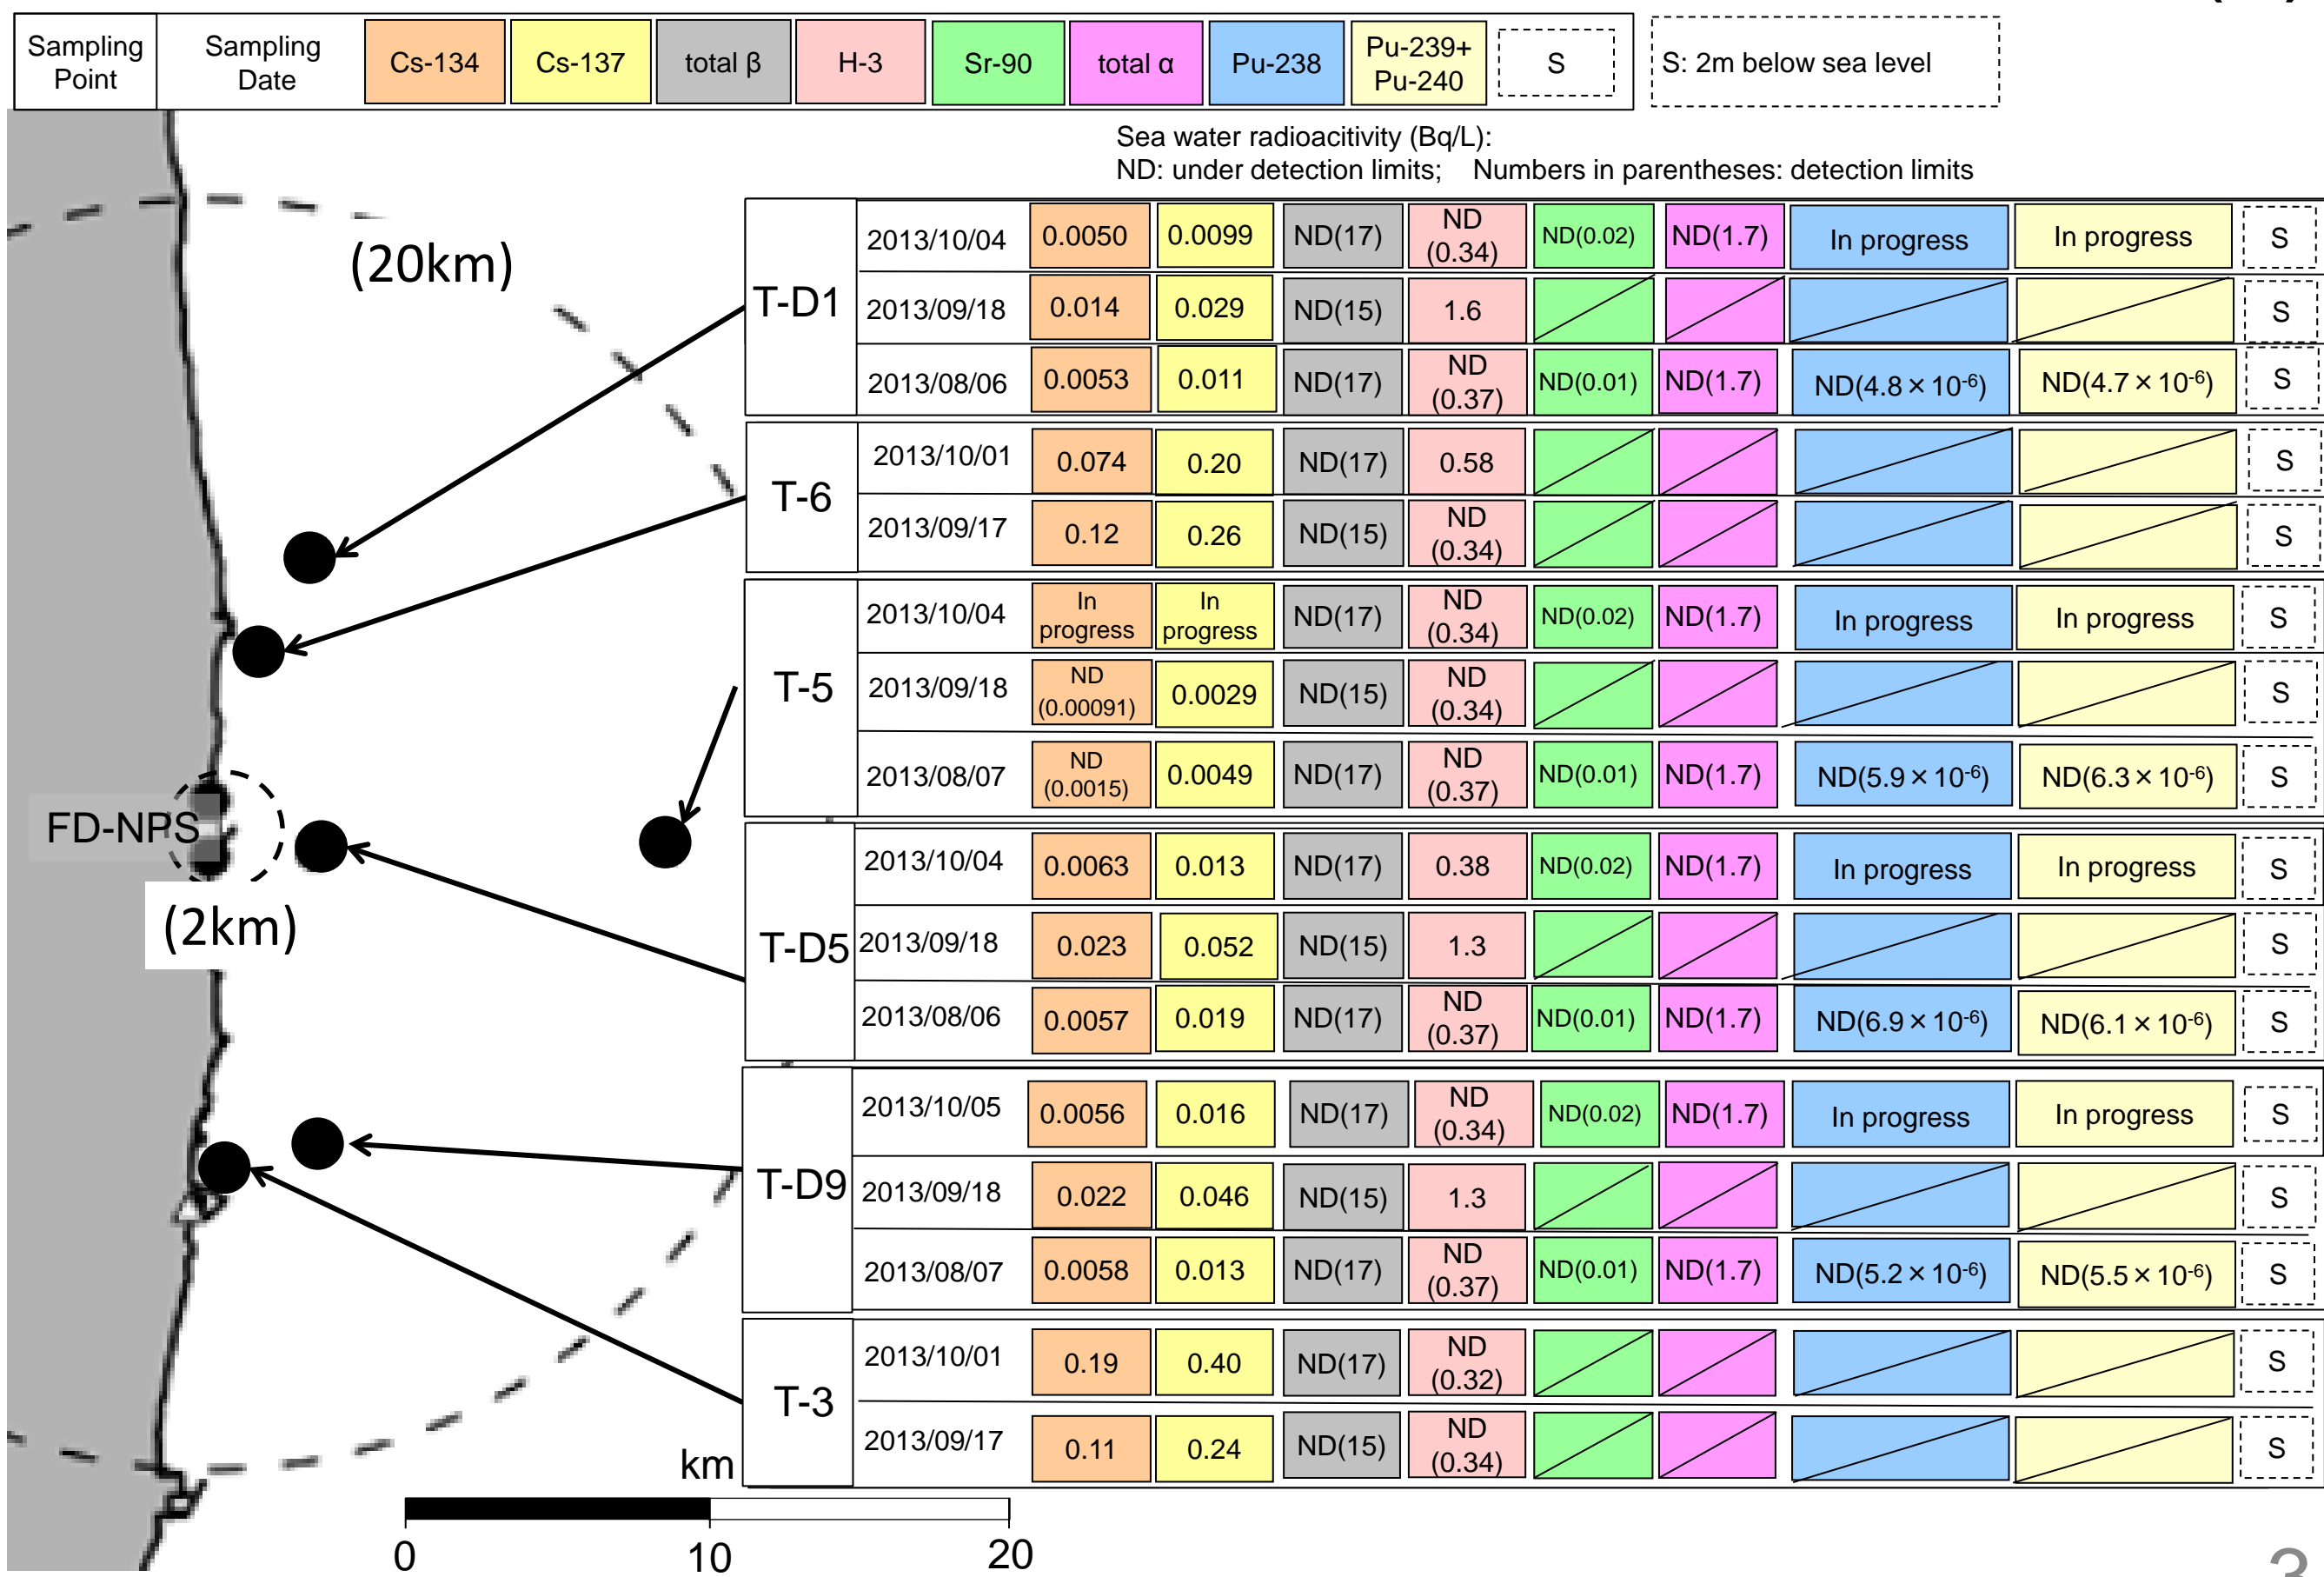 Sampling Point
Sampling Date
Cs-134
Cs-137
total β
H-3
Sr-90
total α
Pu-238
Pu-239+ Pu-240
S
S: 2m below sea level
Sea water radioacitivity (Bq/L):
ND: under detection limits; Numbers in parentheses: detection limits
(20km)
T-D1
2013/10/04 0.0050 0.0099 ND(17) ND (0.34) ND(0.02) ND(1.7) In progress In progress S
2013/09/18 0.014 0.029 ND(15) 1.6 S
2013/08/06 0.0053 0.011 ND(17) ND (0.37) ND(0.01) ND(1.7) ND(4.8×10-6) ND(4.7×10-6) S
T-6
2013/10/01 0.074 0.20 ND(17) 0.58 S
2013/09/17 0.12 0.26 ND(15) ND (0.34) S
T-5
2013/10/04 In progress In progress ND(17) ND (0.34) ND(0.02) ND(1.7) In progress In progress S
2013/09/18 ND (0.00091) 0.0029 ND(15) ND (0.34) S
2013/08/07 ND (0.0015) 0.0049 ND(17) ND (0.37) ND(0.01) ND(1.7) ND(5.9×10-6) ND(6.3×10-6) S
FD-NPS
(2km)
T-D5
2013/10/04 0.0063 0.013 ND(17) 0.38 ND(0.02) ND(1.7) In progress In progress S
2013/09/18 0.023 0.052 ND(15) 1.3 S
2013/08/06 0.0057 0.019 ND(17) ND (0.37) ND(0.01) ND(1.7) ND(6.9×10-6) ND(6.1×10-6) S
T-D9
2013/10/05 0.0056 0.016 ND(17) ND (0.34) ND(0.02) ND(1.7) In progress In progress S
2013/09/18 0.022 0.046 ND(15) 1.3 S
2013/08/07 0.0058 0.013 ND(17) ND (0.37) ND(0.01) ND(1.7) ND(5.2×10-6) ND(5.5×10-6) S
T-3
2013/10/01 0.19 0.40 ND(17) ND (0.32) S
2013/09/17 0.11 0.24 ND(15) ND (0.34) S
km
0 10 20
3